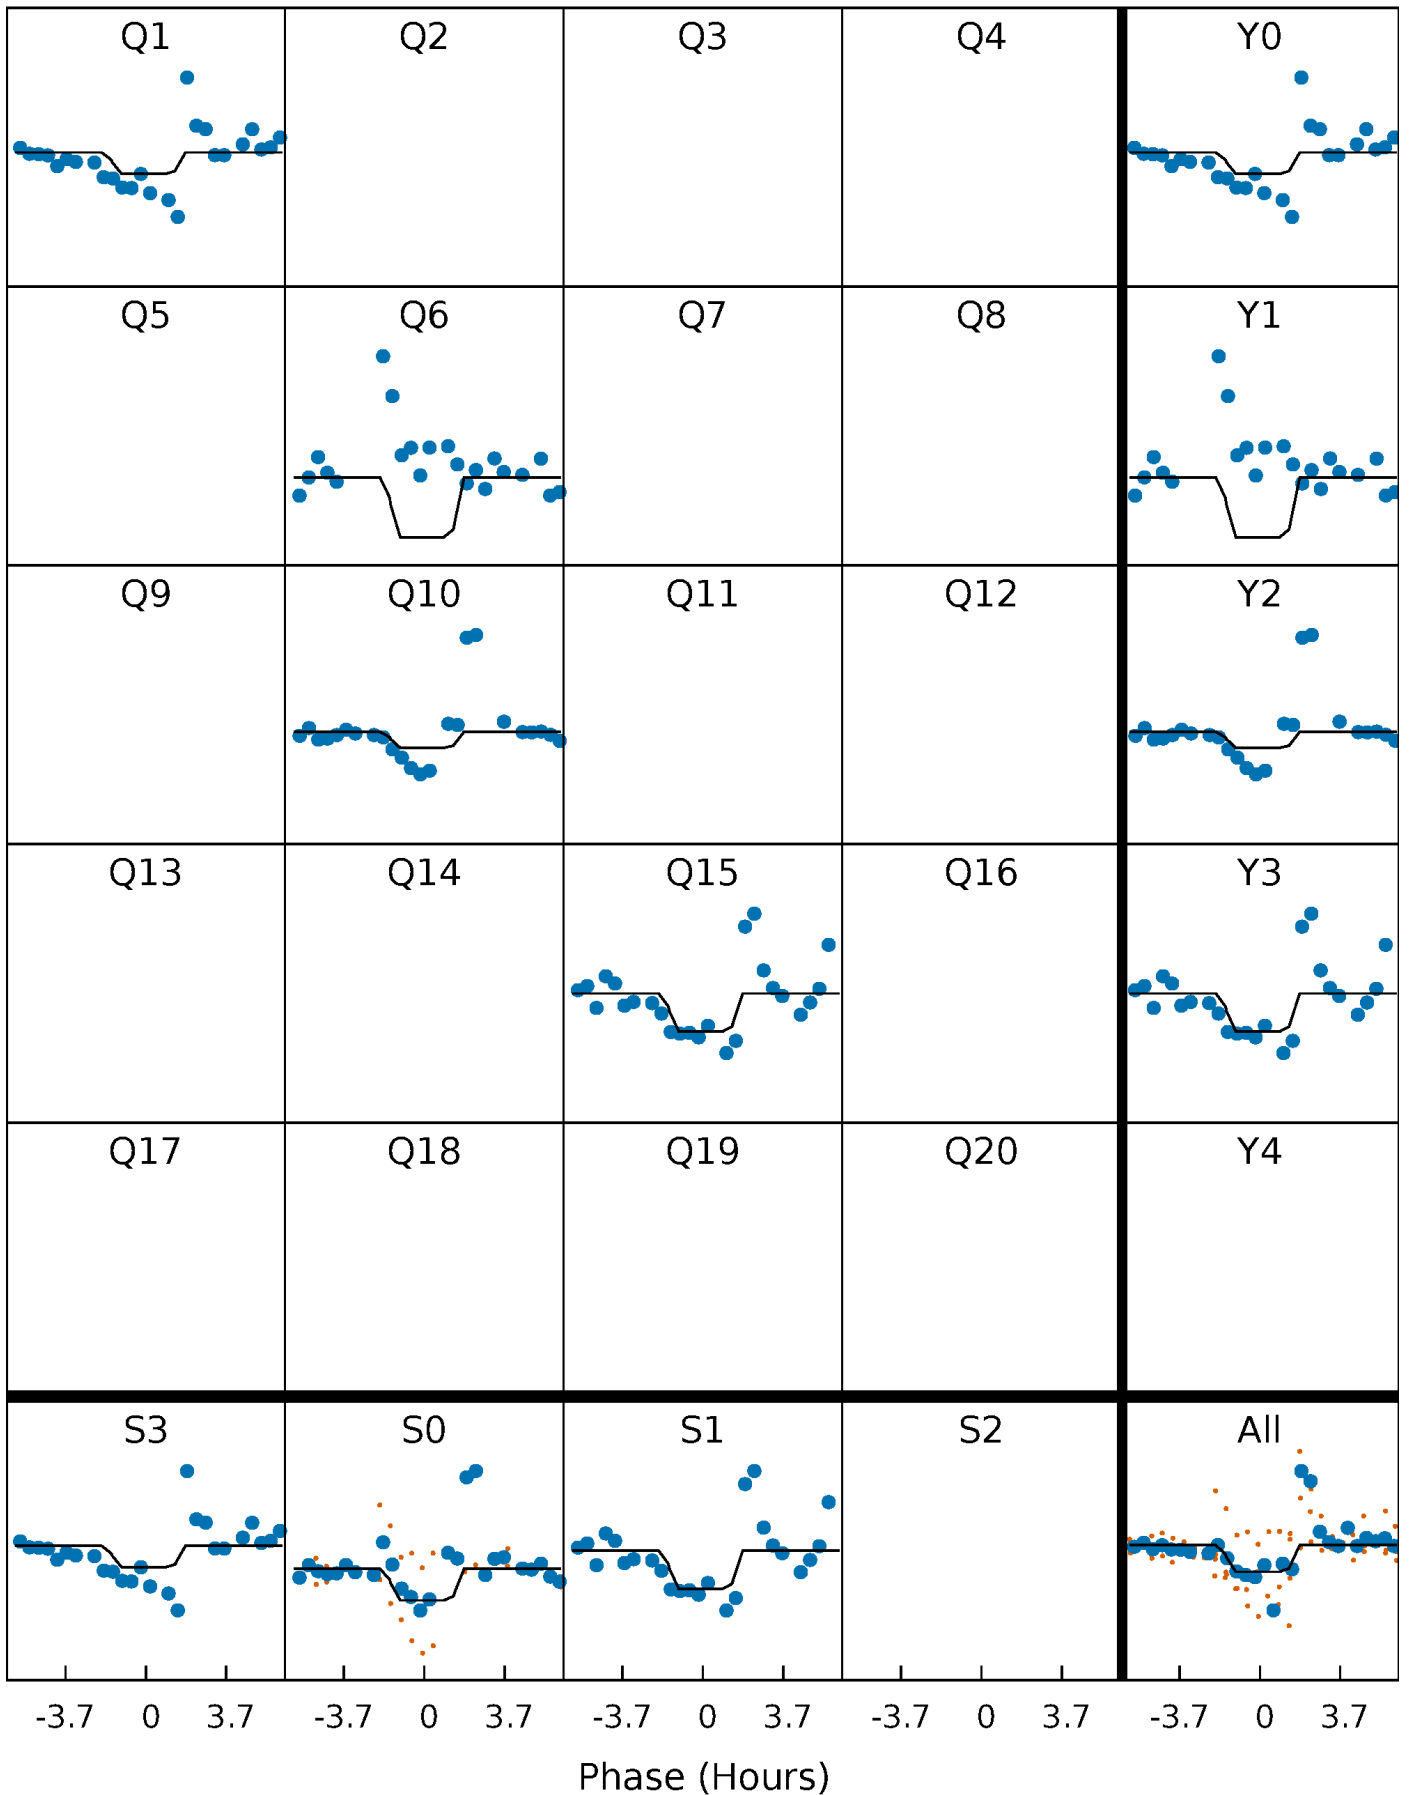 Q1 Q2 Q3 Q4 Y0
Q5 Q6 Q7 Q8 Y1
Q9 Q10 Q11 Q12 Y2
Q13 Q14 Q15 Q16 Y3
Q17 Q18 Q19 Q20 Y4
S3 S0 S1 S2 All
-3.7 0 3.7 -3.7 0 3.7 -3.7 0 3.7 -3.7 0 3.7 -3.7 0 3.7
Phase (Hours)